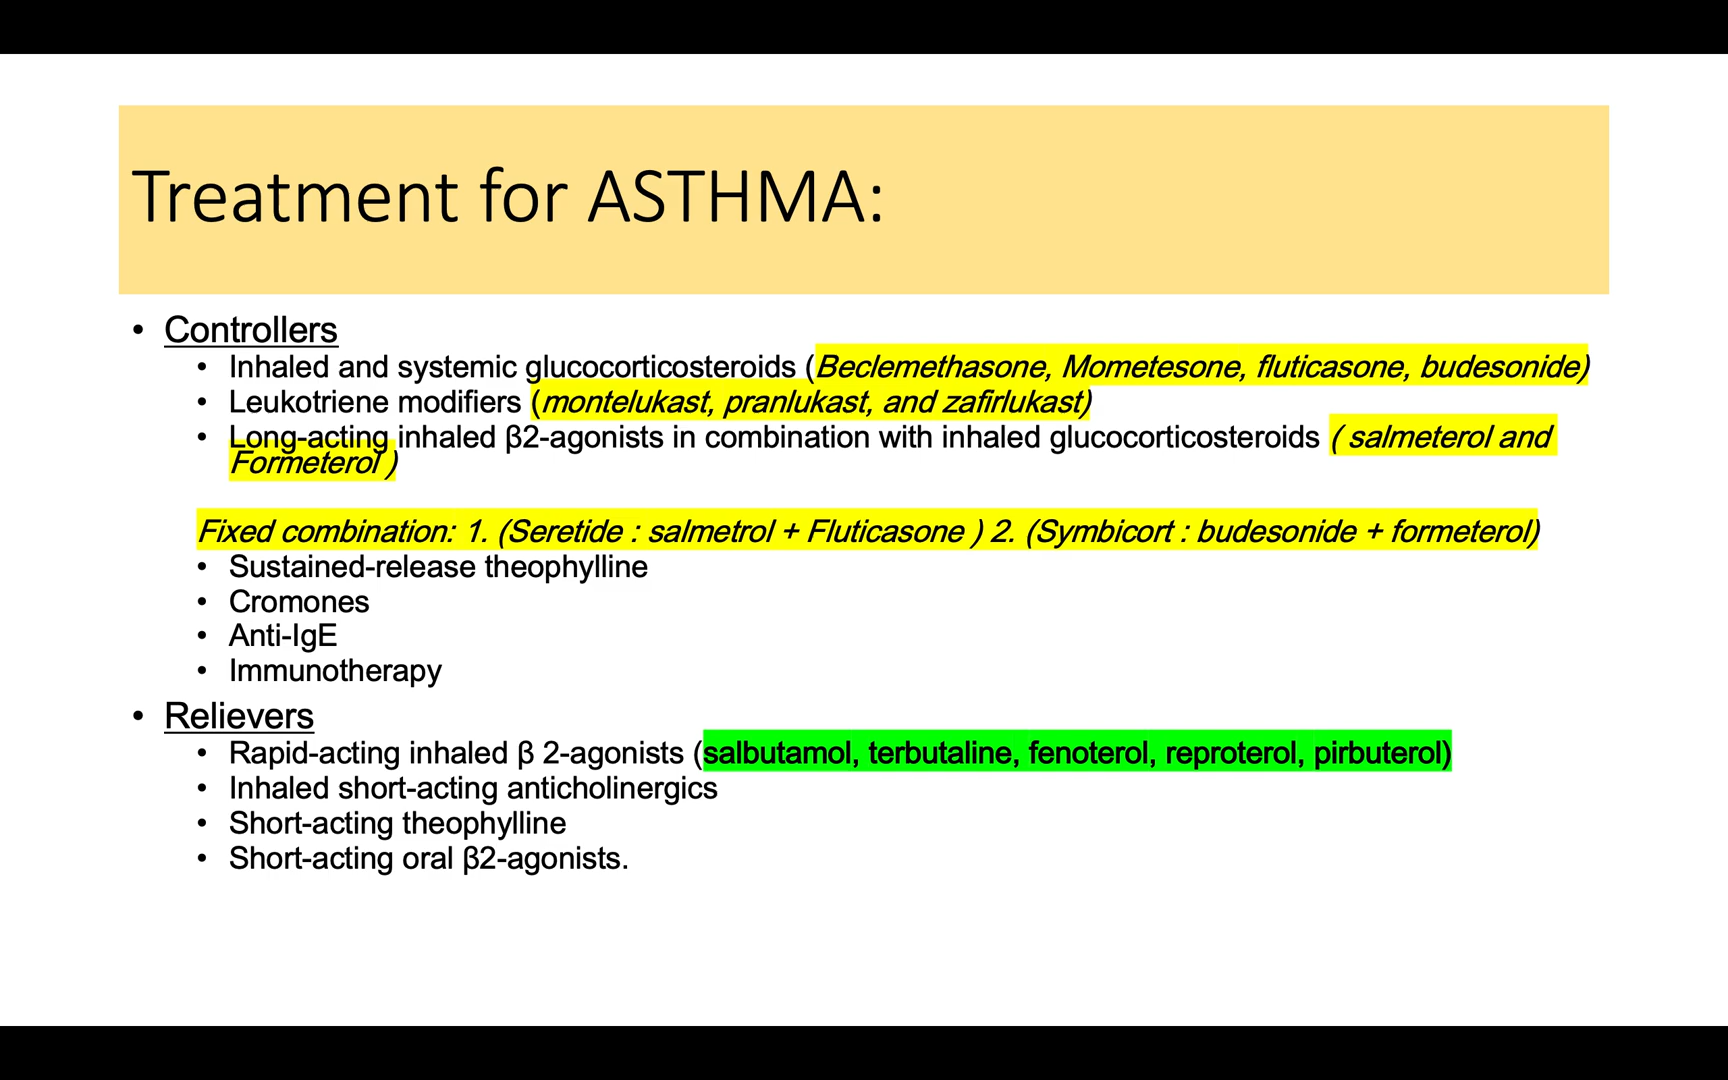 Treatment for ASTHMA:
• Controllers
• Inhaled and systemic glucocorticosteroids (Beclemethasone, Mometesone, fluticasone, budesonide)
• Leukotriene modifiers (montelukast, pranlukast, and zafirlukast)
• Long-acting inhaled β2-agonists in combination with inhaled glucocorticosteroids ( salmeterol and
Formeterol )
Fixed combination: 1. (Seretide : salmetrol + Fluticasone ) 2. (Symbicort : budesonide + formeterol)
• Sustained-release theophylline
• Cromones
• Anti-IgE
• Immunotherapy
• Relievers
• Rapid-acting inhaled β 2-agonists (salbutamol, terbutaline, fenoterol, reproterol, pirbuterol)
• Inhaled short-acting anticholinergics
• Short-acting theophylline
• Short-acting oral β2-agonists.